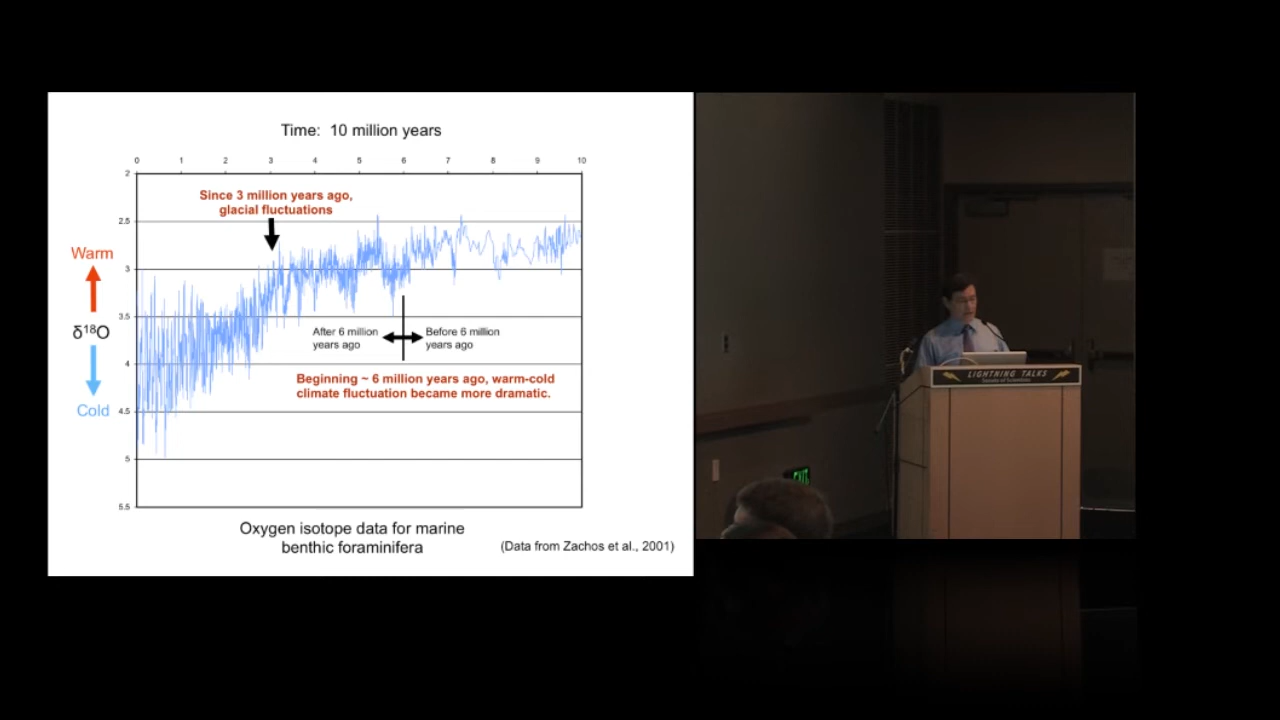 Time: 10 million years
0 1 2 3 4 5 6 7 8 9 10
2
2.5
3
3.5
4
4.5
5
5.5
Since 3 million years ago,
glacial fluctuations
Warm
δ¹⁸O
Cold
After 6 million
years ago
Before 6 million
years ago
Beginning ~ 6 million years ago, warm-cold
climate fluctuation became more dramatic.
Oxygen isotope data for marine
benthic foraminifera
(Data from Zachos et al., 2001)
LIGHTNING TALKS
EXIT